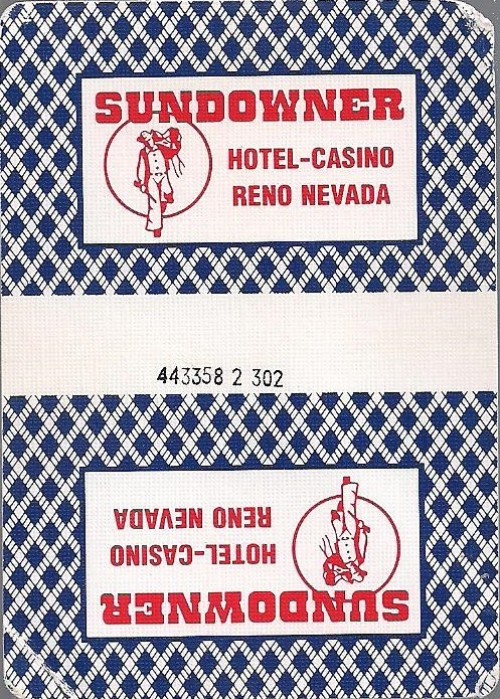 SUNDOWNER
HOTEL-CASINO
RENO NEVADA
443358 2 302
SUNDOWNER
HOTEL-CASINO
RENO NEVADA